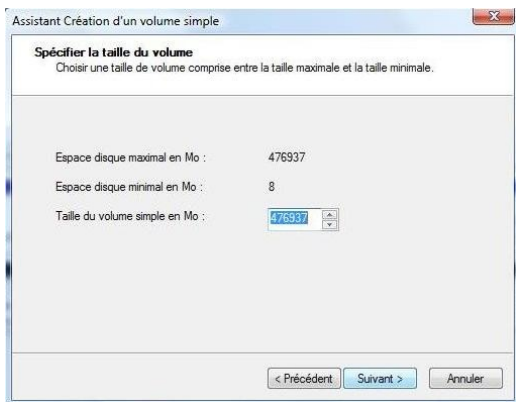 Assistant Création d'un volume simple
Spécifier la taille du volume
Choisir une taille de volume comprise entre la taille maximale et la taille minimale.
Espace disque maximal en Mo : 476937
Espace disque minimal en Mo : 8
Taille du volume simple en Mo : 476937
< Précédent Suivant > Annuler